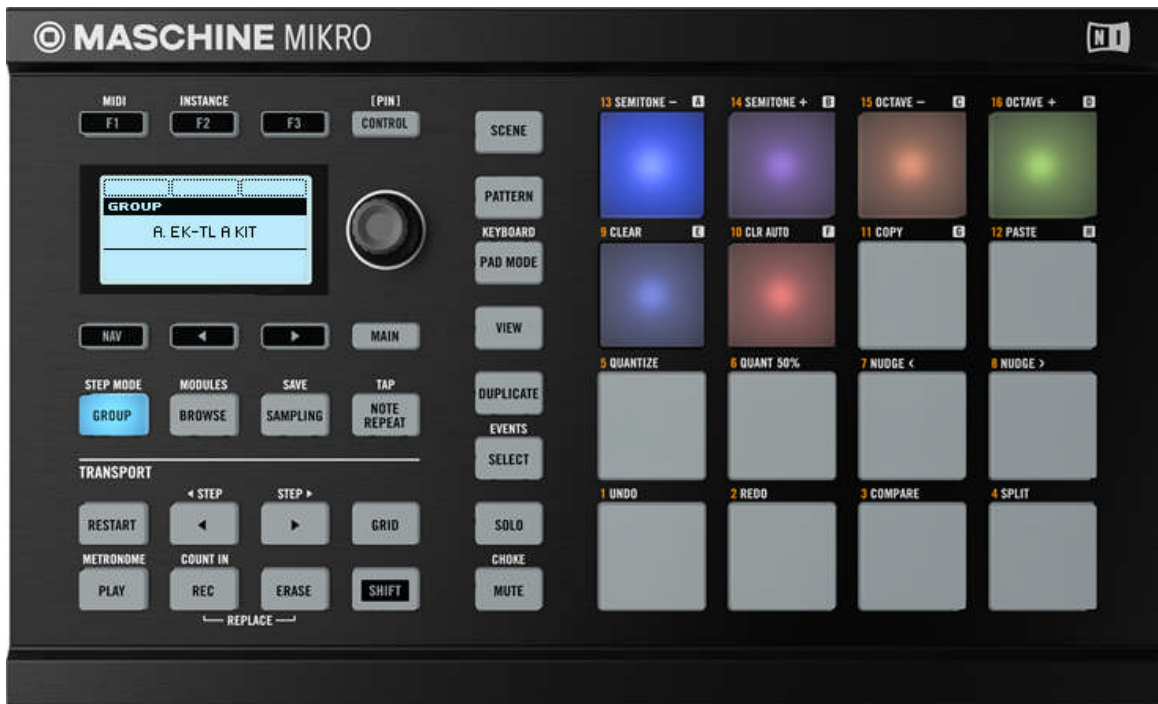 MASCHINE MIKRO
NI
MIDI INSTANCE [PIN]
F1 F2 F3 CONTROL
GROUP
A. EK-TL A KIT
NAV ◀ ▶ MAIN
STEP MODE MODULES SAVE TAP
GROUP BROWSE SAMPLING NOTE REPEAT
TRANSPORT
◀ STEP STEP ▶
RESTART ◀ ▶ GRID
METRONOME COUNT IN
PLAY REC ERASE SHIFT
REPLACE
SCENE
PATTERN
KEYBOARD
PAD MODE
VIEW
DUPLICATE
EVENTS
SELECT
SOLO
CHOKE
MUTE
13 SEMITONE − A 14 SEMITONE + B 15 OCTAVE − C 16 OCTAVE + D
9 CLEAR E 10 CLR AUTO F 11 COPY G 12 PASTE H
5 QUANTIZE 6 QUANT 50% 7 NUDGE < 8 NUDGE >
1 UNDO 2 REDO 3 COMPARE 4 SPLIT